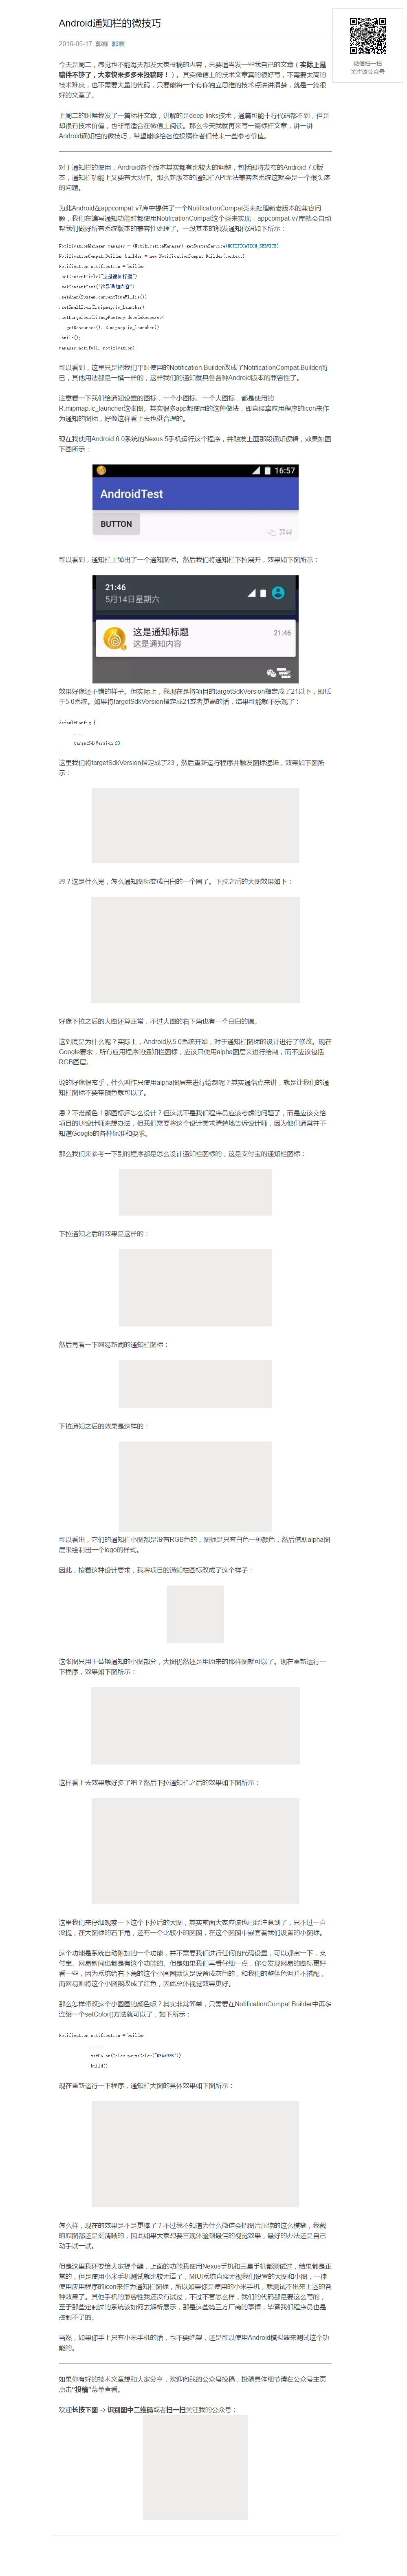 Android通知栏的微技巧
微信扫一扫
关注该公众号
2016-05-17 郭霖 郭霖
今天是周二，感觉也不能每天都发大家投稿的内容，总要适当发一些我自己的文章（实际上是
稿件不够了，大家快来多多来投稿呀！）。其实微信上的技术文章真的很好写，不需要太高的
技术难度，也不需要大量的代码，只要能将一个有你独立思维的技术点讲讲清楚，就是一篇很
好的文章了。
上周二的时候我发了一篇标杆文章，讲解的是deep links技术，通篇可能十行代码都不到，但是
却很有技术价值，也非常适合在微信上阅读。那么今天我就再来写一篇标杆文章，讲一讲
Android通知栏的微技巧，希望能够给各位投稿作者们带来一些参考价值。
对于通知栏的使用，Android各个版本其实都有比较大的调整，包括即将发布的Android 7.0版
本，通知栏功能上又要有大动作。那么新版本的通知栏API无法兼容老系统这就会是一个很头疼
的问题。
为此Android在appcompat-v7库中提供了一个NotificationCompat类来处理新老版本的兼容问
题，我们在编写通知功能时都使用NotificationCompat这个类来实现，appcompat-v7库就会自动
帮我们做好所有系统版本的兼容性处理了。一段基本的触发通知代码如下所示：
NotificationManager manager = (NotificationManager) getSystemService(NOTIFICATION_SERVICE);
NotificationCompat.Builder builder = new NotificationCompat.Builder(context);
Notification notification = builder
.setContentTitle("这是通知标题")
.setContentText("这是通知内容")
.setWhen(System.currentTimeMillis())
.setSmallIcon(R.mipmap.ic_launcher)
.setLargeIcon(BitmapFactory.decodeResource(
getResources(), R.mipmap.ic_launcher))
.build();
manager.notify(1, notification);
可以看到，这里只是把我们平时使用的Notification.Builder改成了NotificationCompat.Builder而
已，其他用法都是一模一样的，这样我们的通知就具备各种Android版本的兼容性了。
注意看一下我们给通知设置的图标，一个小图标、一个大图标，都是使用的
R.mipmap.ic_launcher这张图。其实很多app都使用的这种做法，即直接拿应用程序的icon来作
为通知的图标，好像这样看上去也挺合理的。
现在我使用Android 6.0系统的Nexus 5手机运行这个程序，并触发上面那段通知逻辑，效果如图
下图所示：
16:57
AndroidTest
BUTTON
郭霖
可以看到，通知栏上弹出了一个通知图标。然后我们将通知栏下拉展开，效果如下图所示：
21:46
5月14日星期六
这是通知标题
21:46
这是通知内容
效果好像还不错的样子。但实际上，我现在是将项目的targetSdkVersion指定成了21以下，即低
于5.0系统。如果将targetSdkVersion指定成21或者更高的话，结果可能就不乐观了：
defaultConfig {
...
targetSdkVersion 23
}
这里我们将targetSdkVersion指定成了23，然后重新运行程序并触发图标逻辑，效果如下图所
示：
恩？这是什么鬼，怎么通知图标变成白白的一个圆了。下拉之后的大图效果如下：
好像下拉之后的大图还算正常，不过大图的右下角也有一个白白的圆。
这到底是为什么呢？实际上，Android从5.0系统开始，对于通知栏图标的设计进行了修改。现在
Google要求，所有应用程序的通知栏图标，应该只使用alpha图层来进行绘制，而不应该包括
RGB图层。
说的好像很玄乎，什么叫作只使用alpha图层来进行绘制呢？其实通俗点来讲，就是让我们的通
知栏图标不要带颜色就可以了。
恩？不带颜色！那图标还怎么设计？但这就不是我们程序员应该考虑的问题了，而是应该交给
项目的UI设计师来想办法，但我们需要将这个设计需求清楚地告诉设计师，因为他们通常并不
知道Google的各种标准和要求。
那么我们来参考一下别的程序都是怎么设计通知栏图标的，这是支付宝的通知栏图标：
下拉通知之后的效果是这样的：
然后再看一下网易新闻的通知栏图标：
下拉通知之后的效果是这样的：
可以看出，它们的通知栏小图都是没有RGB色的，图标是只有白色一种颜色，然后借助alpha图
层来绘制出一个logo的样式。
因此，按着这种设计要求，我将项目的通知栏图标改成了这个样子：
这张图只用于替换通知的小图部分，大图仍然还是用原来的那样图就可以了。现在重新运行一
下程序，效果如下图所示：
这样看上去效果就好多了吧？然后下拉通知栏之后的效果如下图所示：
这里我们来仔细观察一下这个下拉后的大图，其实前面大家应该也已经注意到了，只不过一直
没提，在大图标的右下角，还有一个比较小的圆圈，在这个圆圈中嵌套着我们设置的小图标。
这个功能是系统自动附加的一个功能，并不需要我们进行任何的代码设置，可以观察一下，支
付宝、网易新闻也都是有这个功能的。但是如果我们再看仔细一点，你会发现网易的图标更好
看一些，因为系统给右下角的这个小圆圈默认是设置成灰色的，和我们的整体色调并不搭配，
而网易则将这个小圆圈改成了红色，因此总体视觉效果更好。
那么怎样修改这个小圆圈的颜色呢？其实非常简单，只需要在NotificationCompat.Builder中再多
连缀一个setColor()方法就可以了，如下所示：
Notification notification = builder
...
.setColor(Color.parseColor("#EAA935"))
.build();
现在重新运行一下程序，通知栏大图的具体效果如下图所示：
怎么样，现在的效果是不是更棒了？不过我不知道为什么微信会把图片压缩的这么模糊，我截
的原图都还是挺清晰的，因此如果大家想要直观体验到最佳的视觉效果，最好的办法还是自己
动手试一试。
但是这里我还要给大家提个醒，上面的功能我使用Nexus手机和三星手机都测试过，结果都是正
常的，但是使用小米手机测试就比较无语了，MIUI系统直接无视我们设置的大图和小图，一律
使用应用程序的icon来作为通知栏图标，所以如果你是使用的小米手机，就测试不出来上述的各
种效果了。其他手机的兼容性我还没有试过，不过不管怎么样，我们的代码都是要这么写的，
至于那些定制过的系统该如何去解析展示，那是这些第三方厂商的事情，毕竟我们程序员也是
控制不了的。
当然，如果你手上只有小米手机的话，也不要绝望，还是可以使用Android模拟器来测试这个功
能的。
如果你有好的技术文章想和大家分享，欢迎向我的公众号投稿，投稿具体细节请在公众号主页
点击“投稿”菜单查看。
欢迎长按下图 -> 识别图中二维码或者扫一扫关注我的公众号：